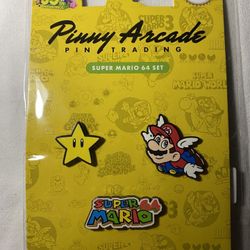 Pinny Arcade
PIN TRADING
SUPER MARIO 64 SET
SUPER
MARIO 64